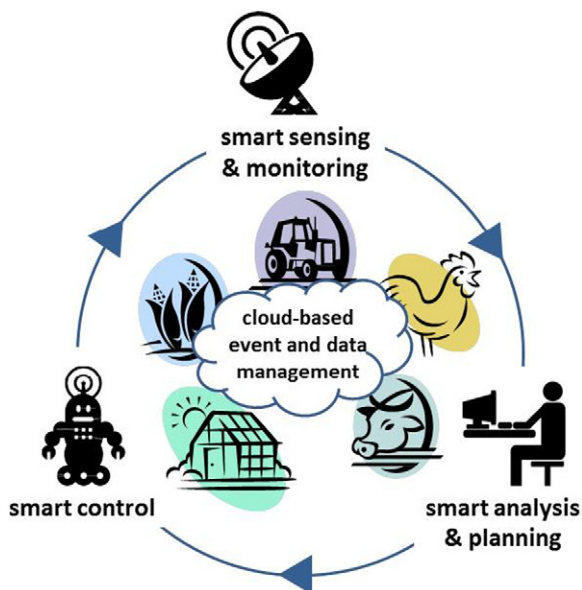 smart sensing
& monitoring
cloud-based
event and data
management
smart control
smart analysis
& planning